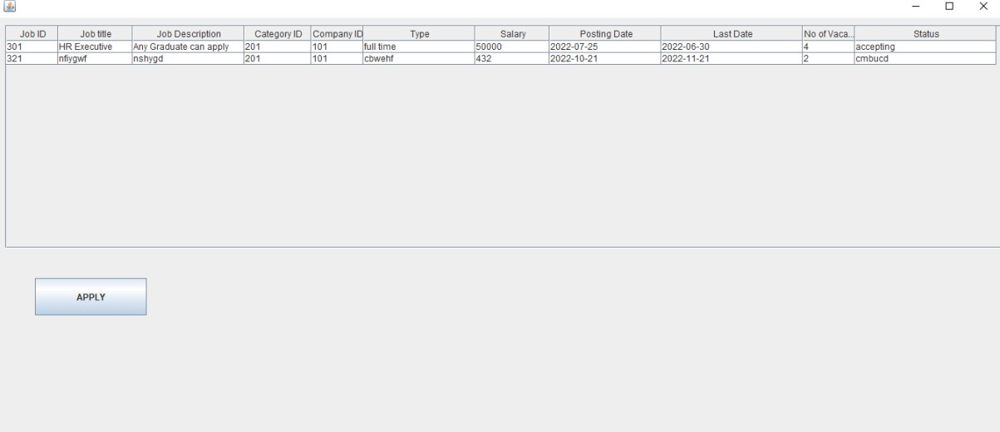 Job ID Job title Job Description Category ID Company ID Type Salary Posting Date Last Date No of Vaca... Status
301 HR Executive Any Graduate can apply 201 101 full time 50000 2022-07-25 2022-06-30 4 accepting
321 nfiygwf nshygd 201 101 cbwehf 432 2022-10-21 2022-11-21 2 cmbucd
APPLY